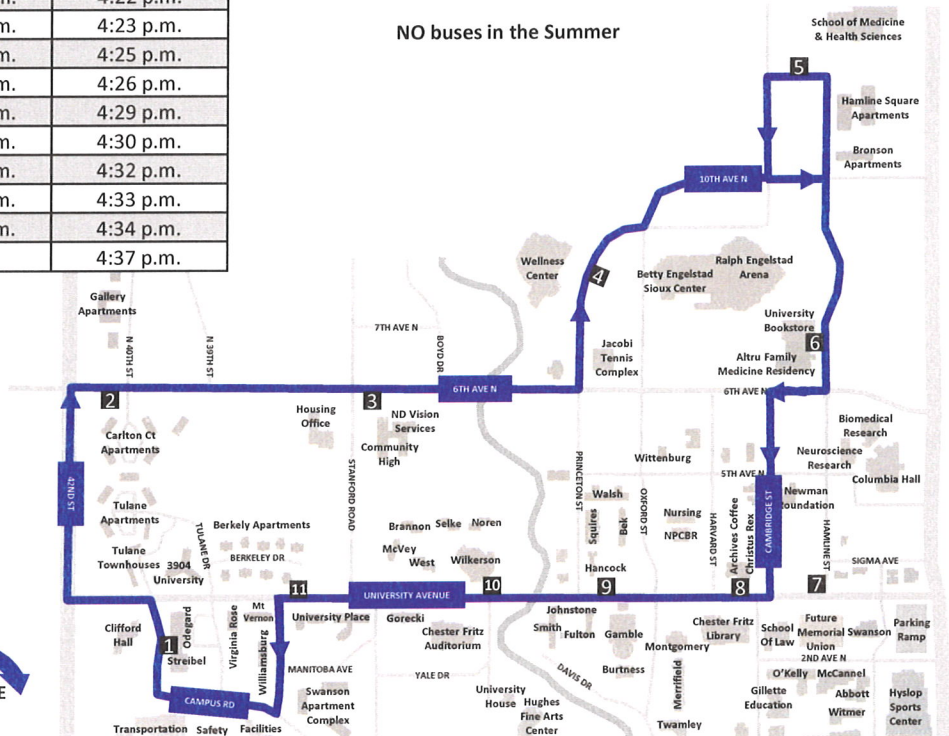 4:22 p.m.
m. 4:23 p.m.
m. 4:25 p.m.
m. 4:26 p.m.
m. 4:29 p.m.
m. 4:30 p.m.
m. 4:32 p.m.
m. 4:33 p.m.
m. 4:34 p.m.
4:37 p.m.
NO buses in the Summer
School of Medicine
& Health Sciences
5
Hamline Square
Apartments
Bronson
Apartments
10TH AVE N
Wellness
Center
4
Betty Engelstad
Sioux Center
Ralph Engelstad
Arena
Gallery
Apartments
N 40TH ST
N 39TH ST
7TH AVE N
BOYD DR
University
Bookstore
6
Jacobi
Tennis
Complex
Altru Family
Medicine Residency
6TH AVE N
6TH AVE N
2
3
Housing
Office
ND Vision
Services
Community
High
Carlton Ct
Apartments
Biomedical
Research
Neuroscience
Research
Columbia Hall
Wittenburg
5TH AVE N
42ND ST
STANFORD ROAD
PRINCETON ST
Tulane
Apartments
TULANE DR
Berkely Apartments
BERKELEY DR
Brannon
Selke
Noren
McVey
West
Wilkerson
Walsh
Squires
Bek
OXFORD ST
Nursing
NPCBR
HARVARD ST
Archives Coffee
Christus Rex
CAMBRIDGE ST
Newman
Foundation
HAMLINE ST
SIGMA AVE
Tulane
Townhouses
3904
University
Hancock
11
UNIVERSITY AVENUE
10
9
8
7
Clifford
Hall
1
Odegard
Streibel
Virginia Rose
Mt
Vernon
Williamsburg
University Place
Gorecki
Chester Fritz
Auditorium
Johnstone
Smith
Fulton
Gamble
Chester Fritz
Library
Montgomery
School
Of Law
Future
Memorial
Union
Swanson
Parking
Ramp
2ND AVE N
MANITOBA AVE
YALE DR
DAVIS DR
Burtness
Merrifield
O'Kelly
McCannel
CAMPUS RD
Swanson
Apartment
Complex
University
House
Hughes
Fine Arts
Center
Gillette
Education
Abbott
Witmer
Hyslop
Sports
Center
Twamley
Transportation
Safety
Facilities
E